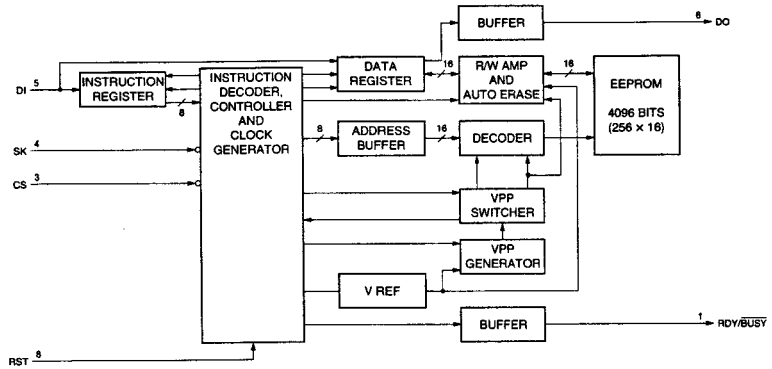 BUFFER
6
DO
DI
5
INSTRUCTION
REGISTER
8
INSTRUCTION
DECODER,
CONTROLLER
AND
CLOCK
GENERATOR
DATA
REGISTER
16
R/W AMP
AND
AUTO ERASE
16
EEPROM
4096 BITS
(256 × 16)
SK
4
8
ADDRESS
BUFFER
16
DECODER
CS
3
VPP
SWITCHER
VPP
GENERATOR
V REF
BUFFER
1
RDY/BUSY
RST
8